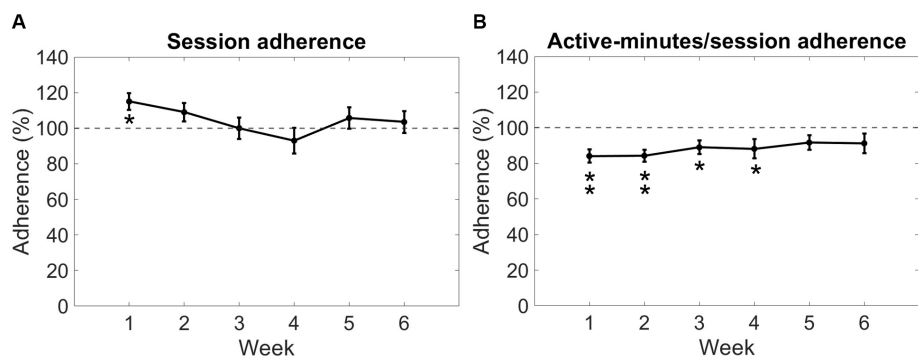 A
Session adherence
140
120
100
80
60
40
20
0
Adherence (%)
*
1 2 3 4 5 6
Week
B
Active-minutes/session adherence
140
120
100
80
60
40
20
0
Adherence (%)
* * * *
* *
1 2 3 4 5 6
Week